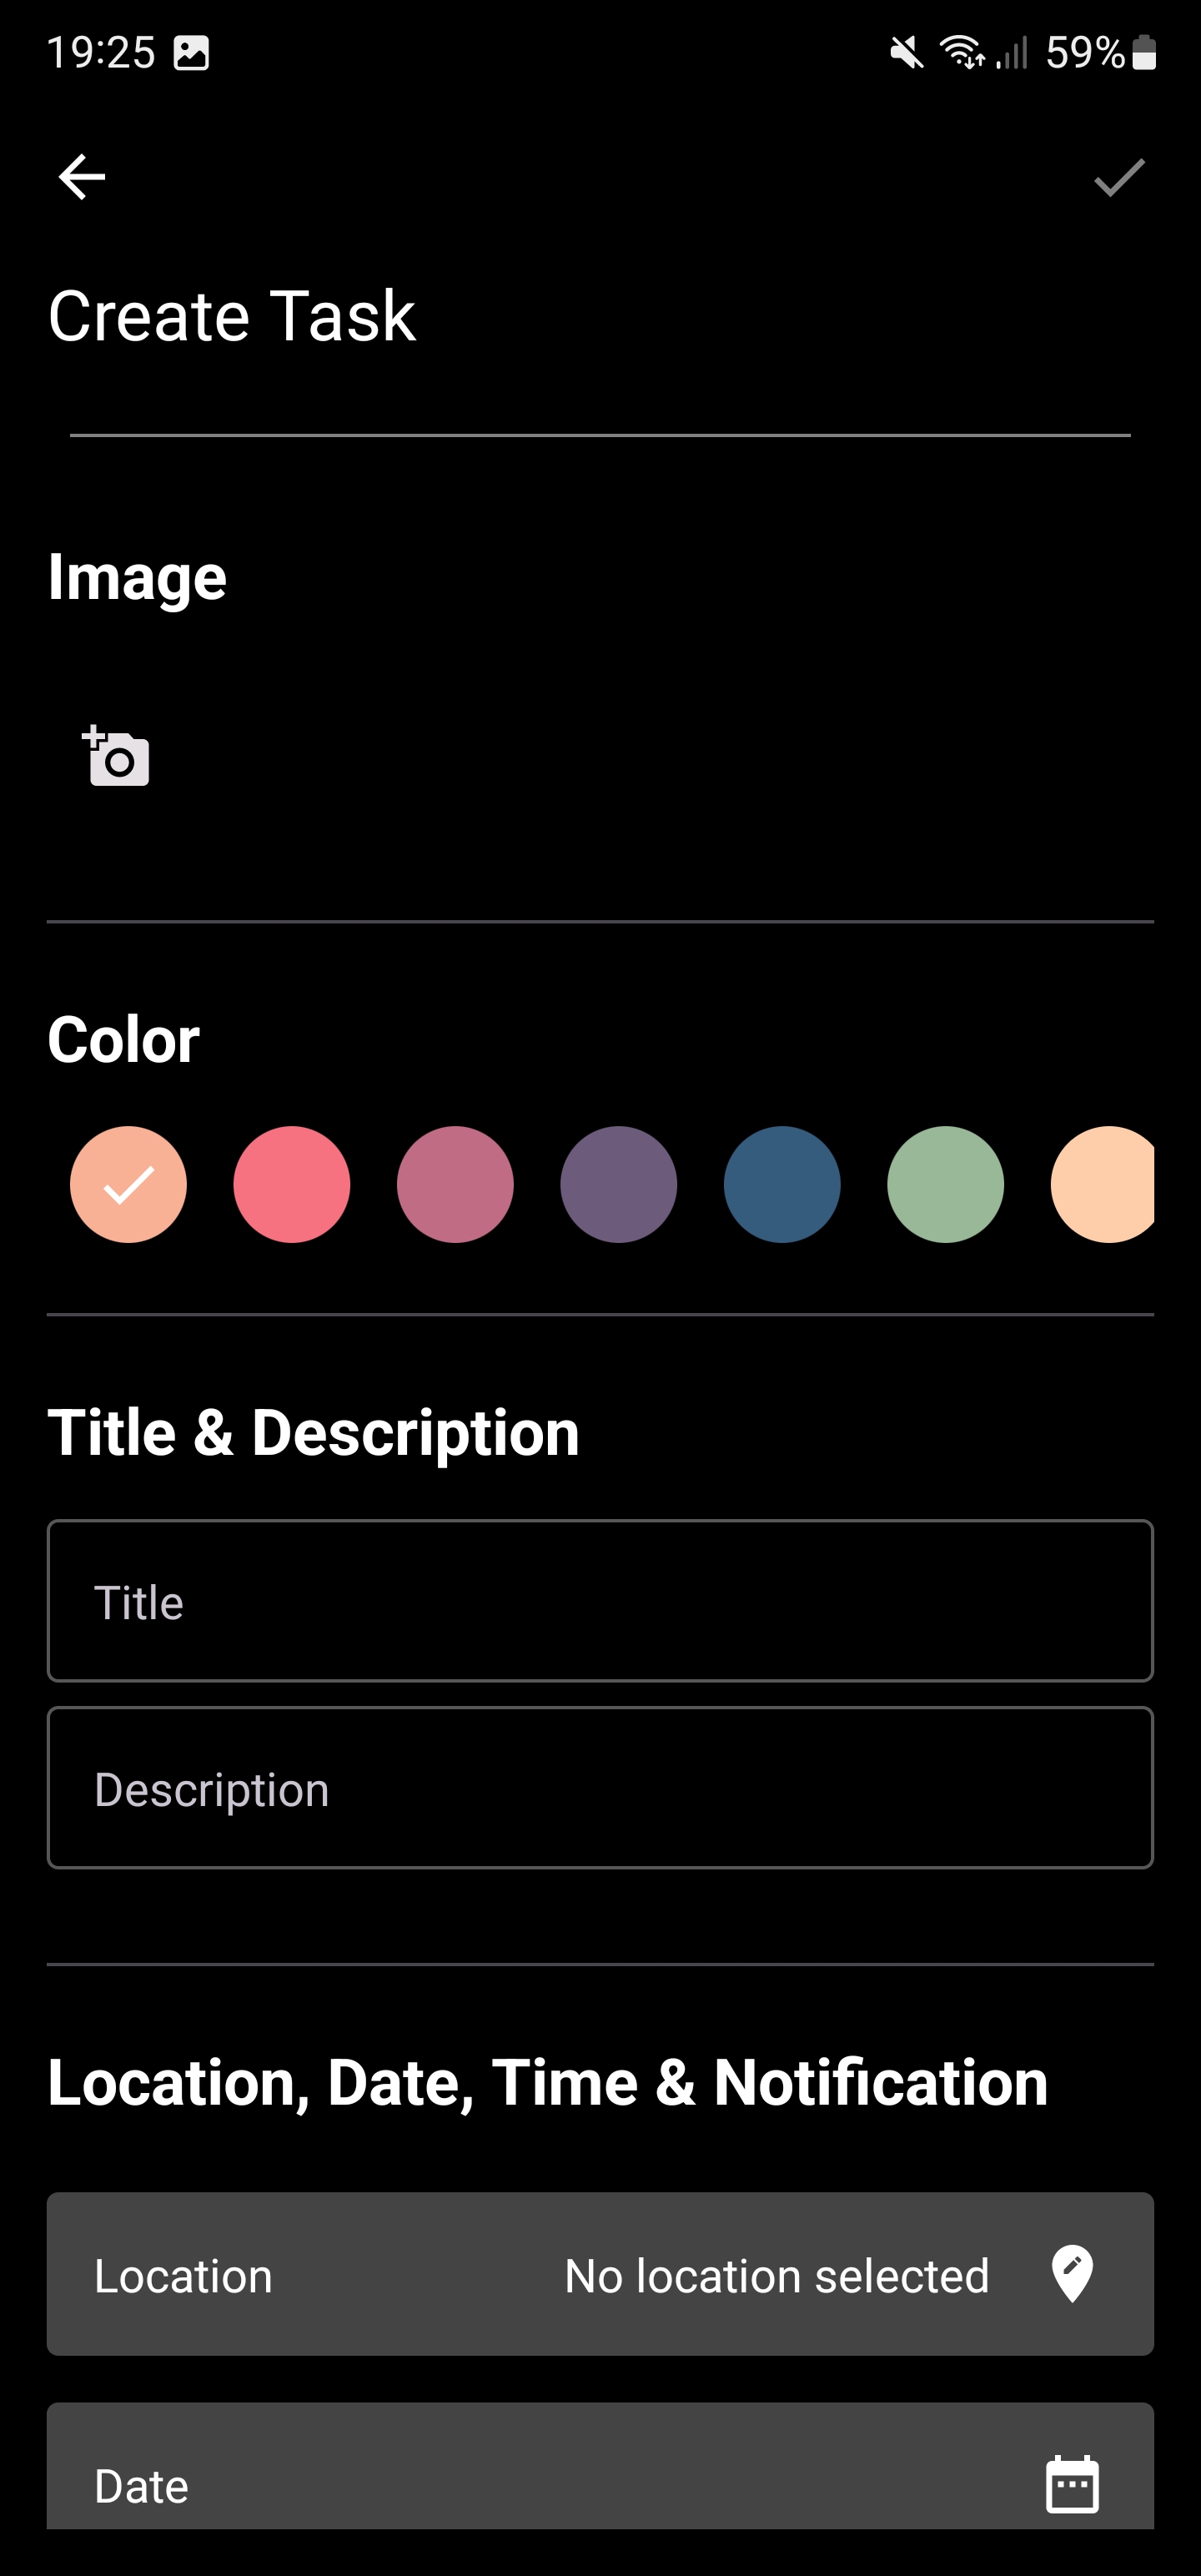 19:25
59%
Create Task
Image
Color
Title & Description
Title
Description
Location, Date, Time & Notification
Location No location selected
Date